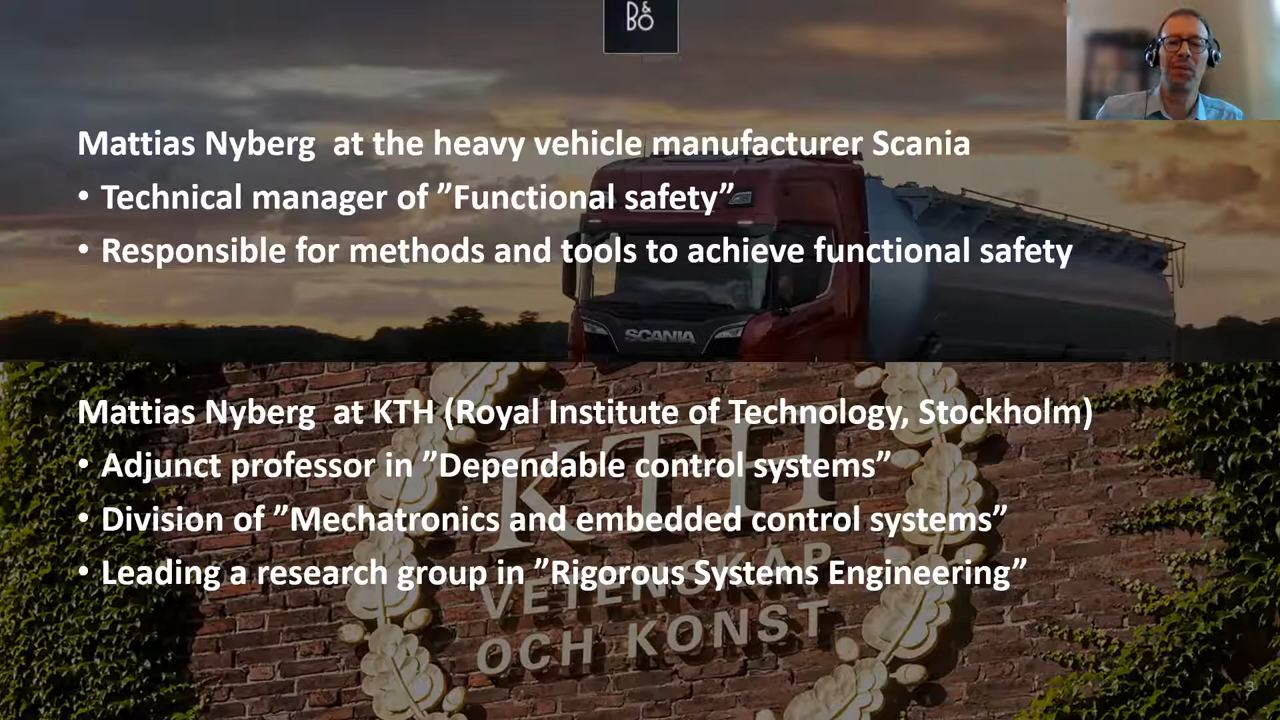 B&O
Mattias Nyberg at the heavy vehicle manufacturer Scania
• Technical manager of ”Functional safety”
• Responsible for methods and tools to achieve functional safety
SCANIA
Mattias Nyberg at KTH (Royal Institute of Technology, Stockholm)
• Adjunct professor in ”Dependable control systems”
KTH
• Division of ”Mechatronics and embedded control systems”
• Leading a research group in ”Rigorous Systems Engineering”
VETENSKAP
OCH KONST
3